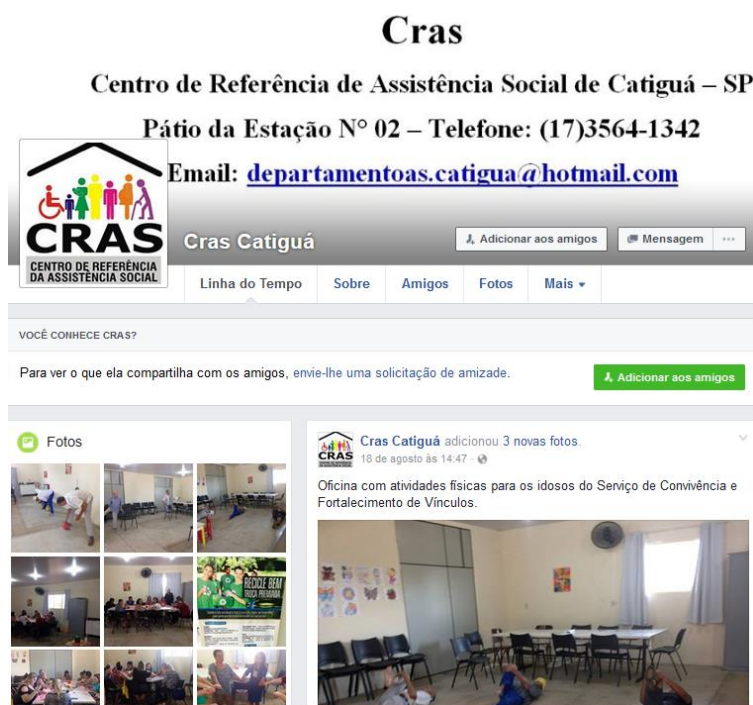 Cras
Centro de Referência de Assistência Social de Catiguá – SP
Pátio da Estação N° 02 – Telefone: (17)3564-1342
Email: departamentoas.catigua@hotmail.com
CRAS
CENTRO DE REFERÊNCIA
DA ASSISTÊNCIA SOCIAL
Cras Catiguá
Adicionar aos amigos
Mensagem
Linha do Tempo
Sobre
Amigos
Fotos
Mais
VOCÊ CONHECE CRAS?
Para ver o que ela compartilha com os amigos, envie-lhe uma solicitação de amizade.
Adicionar aos amigos
Fotos
RECICLE BEM
TROCA PREMIADA
CRAS
Cras Catiguá adicionou 3 novas fotos.
18 de agosto às 14:47 ·
Oficina com atividades físicas para os idosos do Serviço de Convivência e
Fortalecimento de Vínculos.